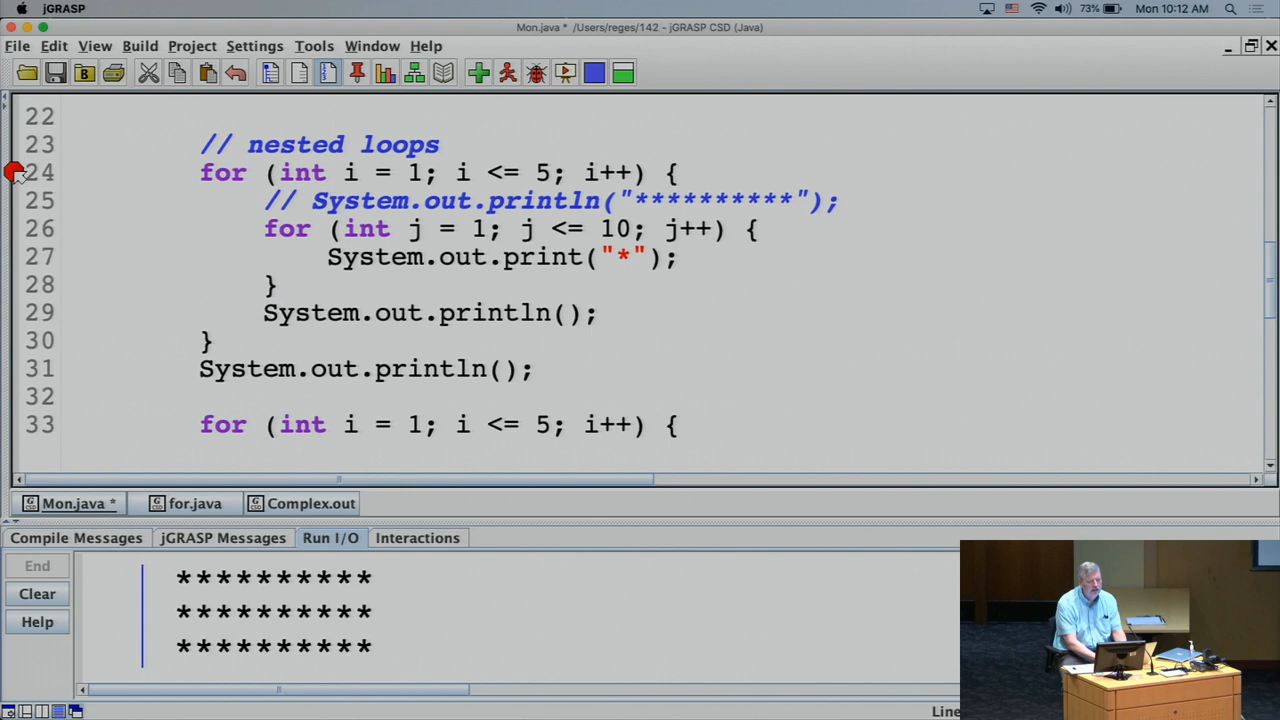 jGRASP
73%
Mon 10:12 AM
Mon.java * /Users/reges/142 - jGRASP CSD (Java)
File Edit View Build Project Settings Tools Window Help
B
22
23 // nested loops
24 for (int i = 1; i <= 5; i++) {
25 // System.out.println("**********");
26 for (int j = 1; j <= 10; j++) {
27 System.out.print("*");
28 }
29 System.out.println();
30 }
31 System.out.println();
32
33 for (int i = 1; i <= 5; i++) {
Mon.java * for.java Complex.out
Compile Messages jGRASP Messages Run I/O Interactions
End
Clear
Help
**********
**********
**********
Line